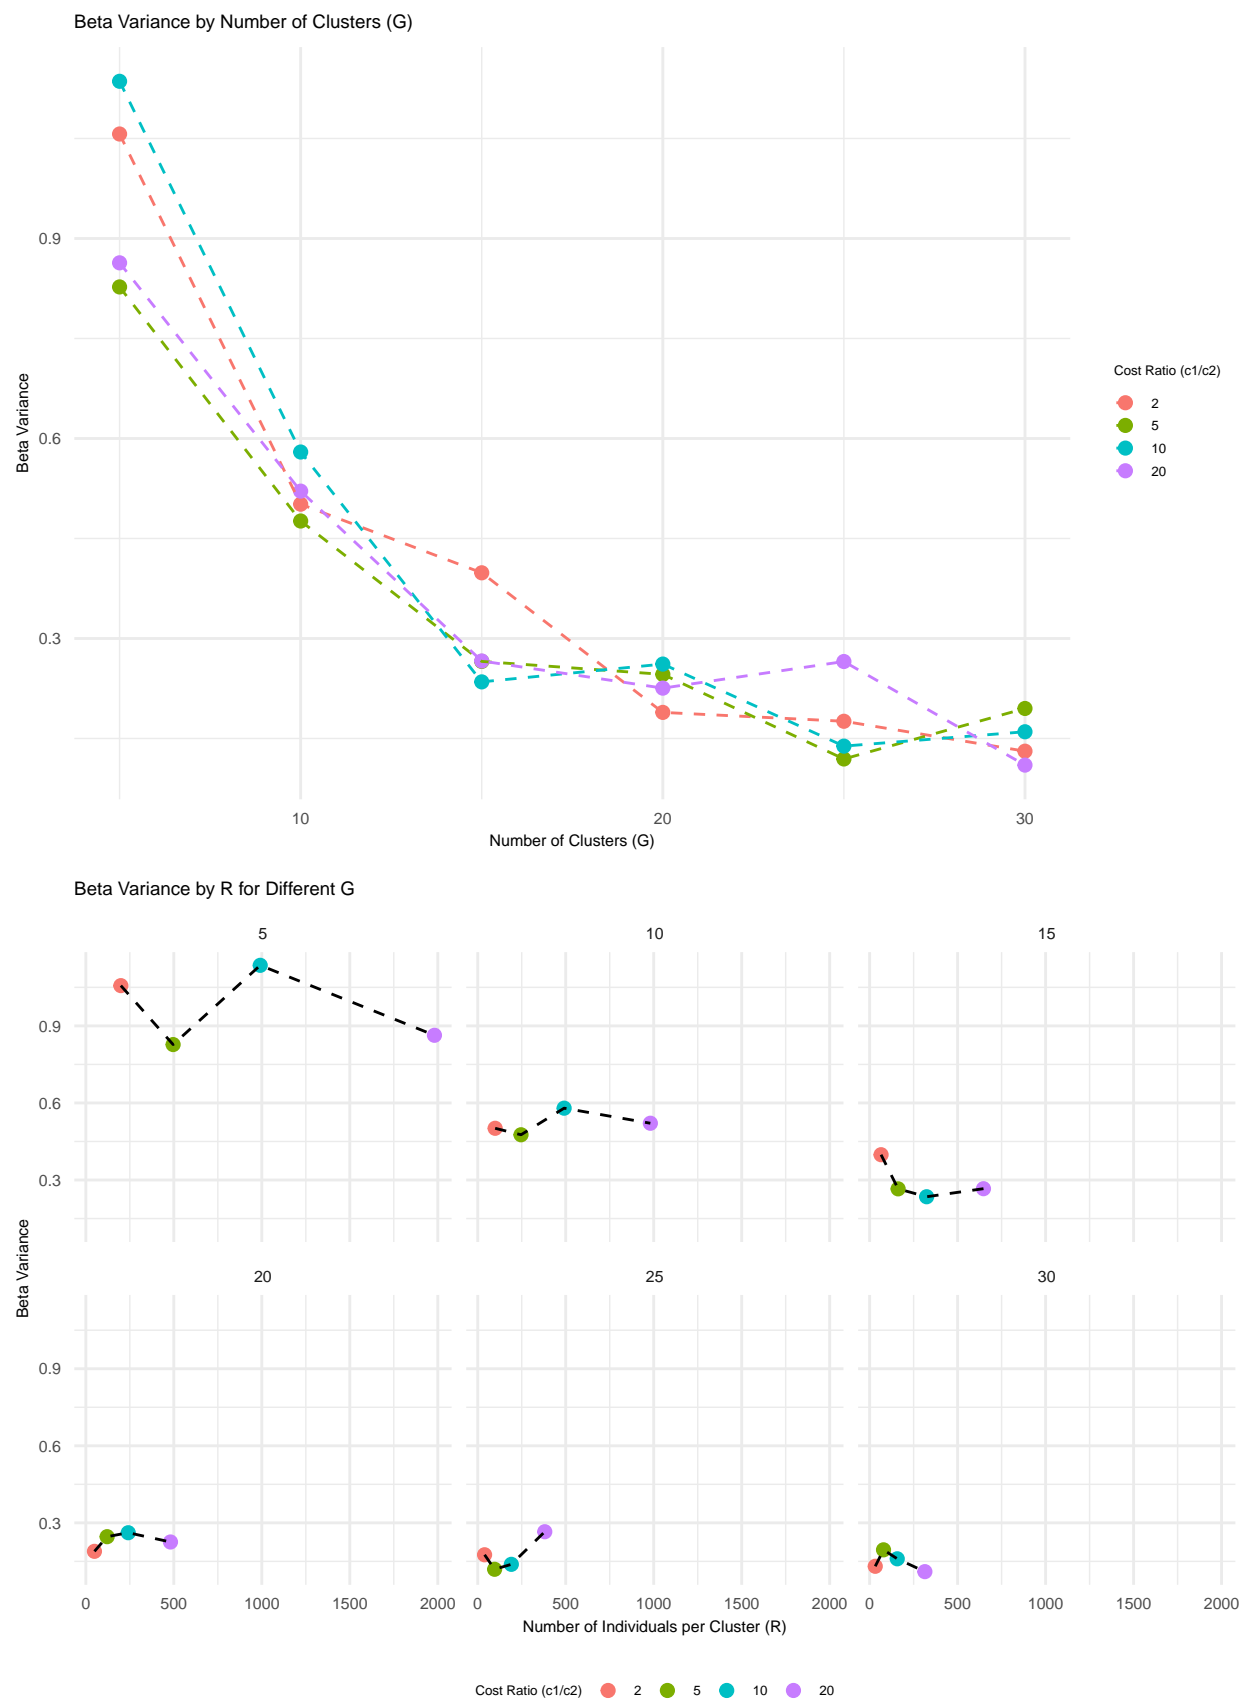 Beta Variance by Number of Clusters (G)
0.9
0.6
0.3
Beta Variance
10 20 30
Number of Clusters (G)
Cost Ratio (c1/c2)
2
5
10
20
Beta Variance by R for Different G
5 10 15
0.9
0.6
0.3
Beta Variance
20 25 30
0.9
0.6
0.3
0 500 1000 1500 2000 0 500 1000 1500 2000 0 500 1000 1500 2000
Number of Individuals per Cluster (R)
Cost Ratio (c1/c2) 2 5 10 20